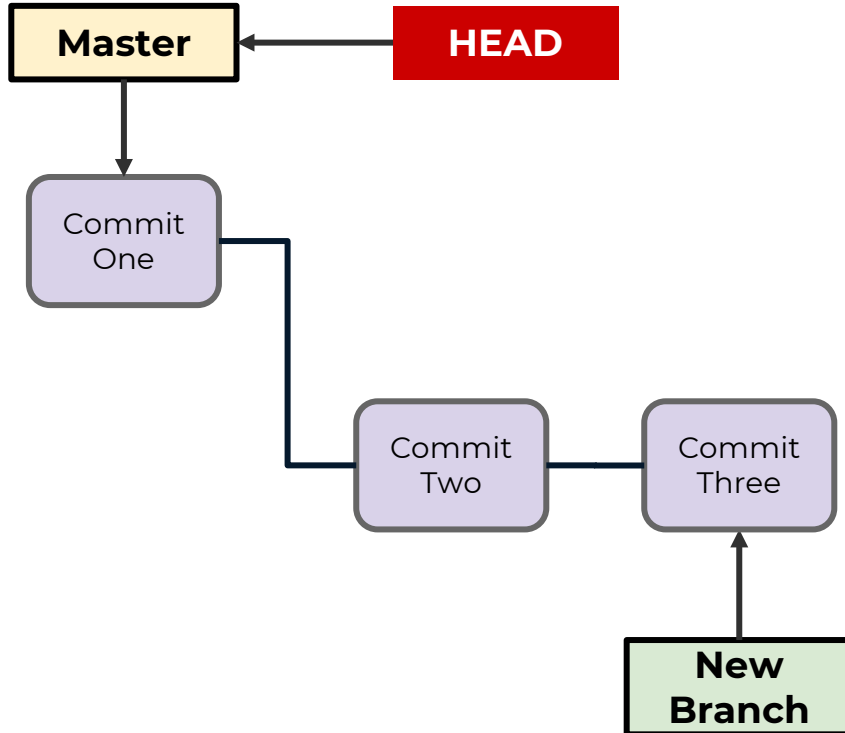 Master
HEAD
Commit
One
Commit
Two
Commit
Three
New
Branch